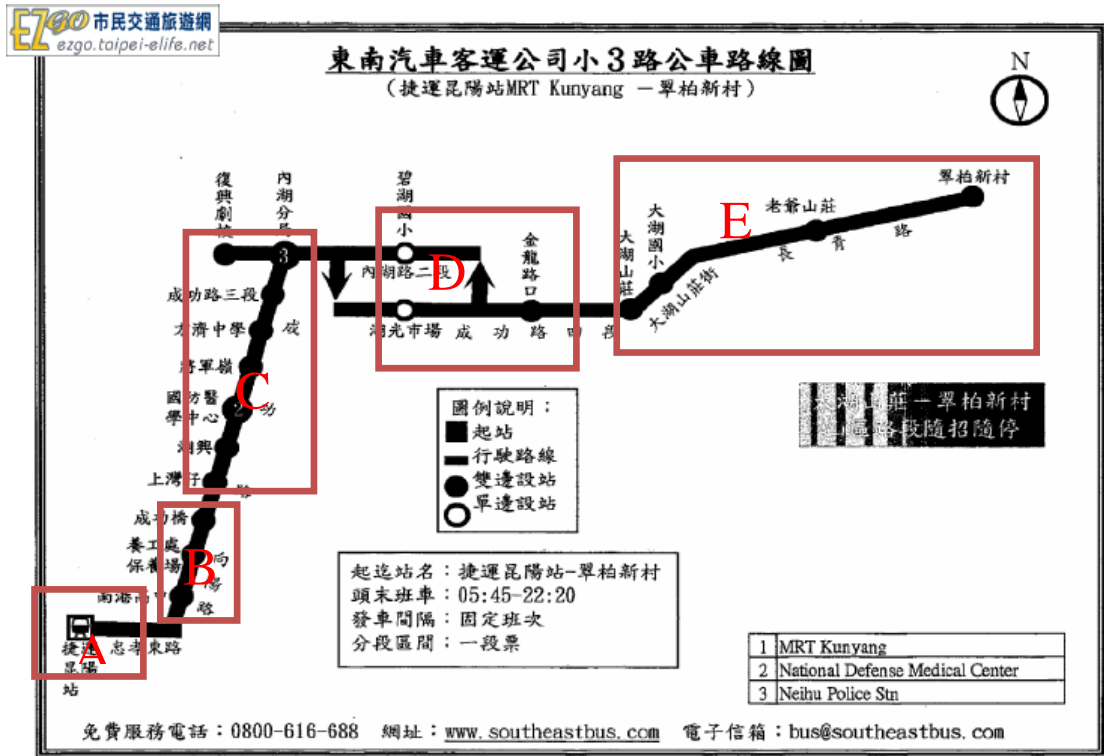 EZGO 市民交通旅遊網
ezgo.taipei-elife.net
東南汽車客運公司小3路公車路線圖
(捷運昆陽站MRT Kunyang －翠柏新村)
N
復興劇校
內湖分局
碧湖國小
金龍路口
大湖山莊
大湖國小
老爺山莊
翠柏新村
3
內湖路二段
湖光市場
成功路四段
大湖山莊街
長青路
成功路三段
方濟中學
將軍嶺
國防醫
學中心
2
湖興
上灣仔
成功橋
養工處
保養場
南港高中
成功路
向陽路
忠孝東路
捷運
昆陽
站
A
B
C
D
E
圖例說明：
起站
行駛路線
雙邊設站
單邊設站
大湖山莊－翠柏新村
山區路段隨招隨停
起迄站名：捷運昆陽站-翠柏新村
頭末班車：05:45-22:20
發車間隔：固定班次
分段區間：一段票
1 MRT Kunyang
2 National Defense Medical Center
3 Neihu Police Stn
免費服務電話：0800-616-688 網址：www.southeastbus.com 電子信箱：bus@southeastbus.com